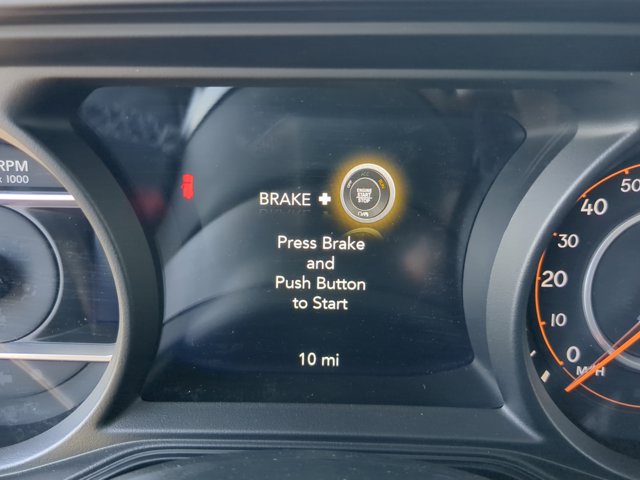 RPM
x 1000
BRAKE +
ENGINE
START
STOP
Press Brake
and
Push Button
to Start
10 mi
50
40
30
20
10
0
MPH